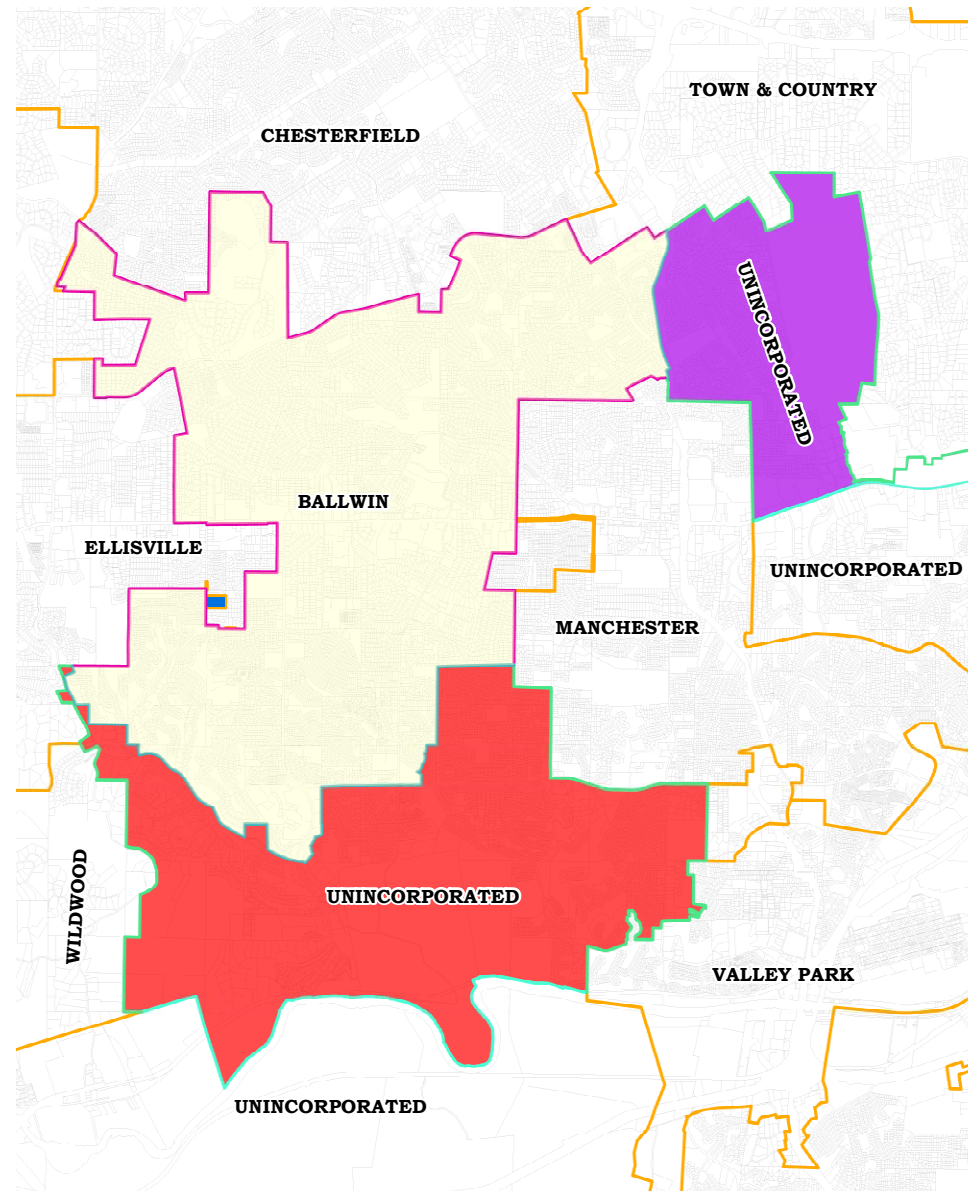 TOWN & COUNTRY
CHESTERFIELD
UNINCORPORATED
BALLWIN
ELLISVILLE
UNINCORPORATED
MANCHESTER
UNINCORPORATED
WILDWOOD
VALLEY PARK
UNINCORPORATED